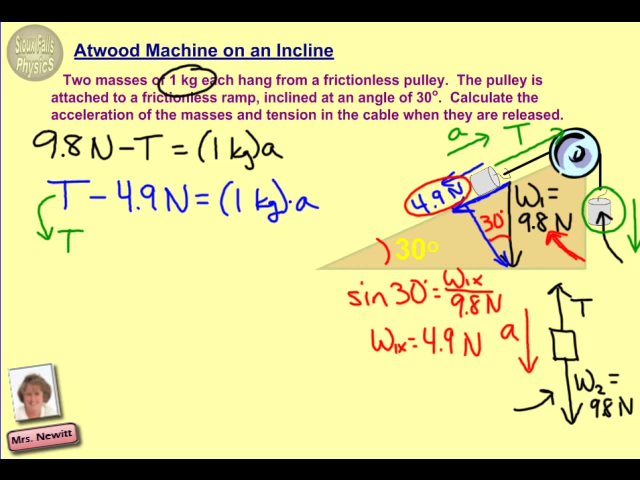 Sioux Falls
Physics
Atwood Machine on an Incline
Two masses of 1 kg each hang from a frictionless pulley. The pulley is
attached to a frictionless ramp, inclined at an angle of 30°. Calculate the
acceleration of the masses and tension in the cable when they are released.
9.8 N - T = (1 kg)a
T - 4.9 N = (1 kg)·a
T
a
T
4.9 N
30°
W₁ =
9.8 N
)30°
sin 30° = W₁ₓ/9.8 N
W₁ₓ = 4.9 N
a
T
W₂ =
98 N
Mrs. Newitt